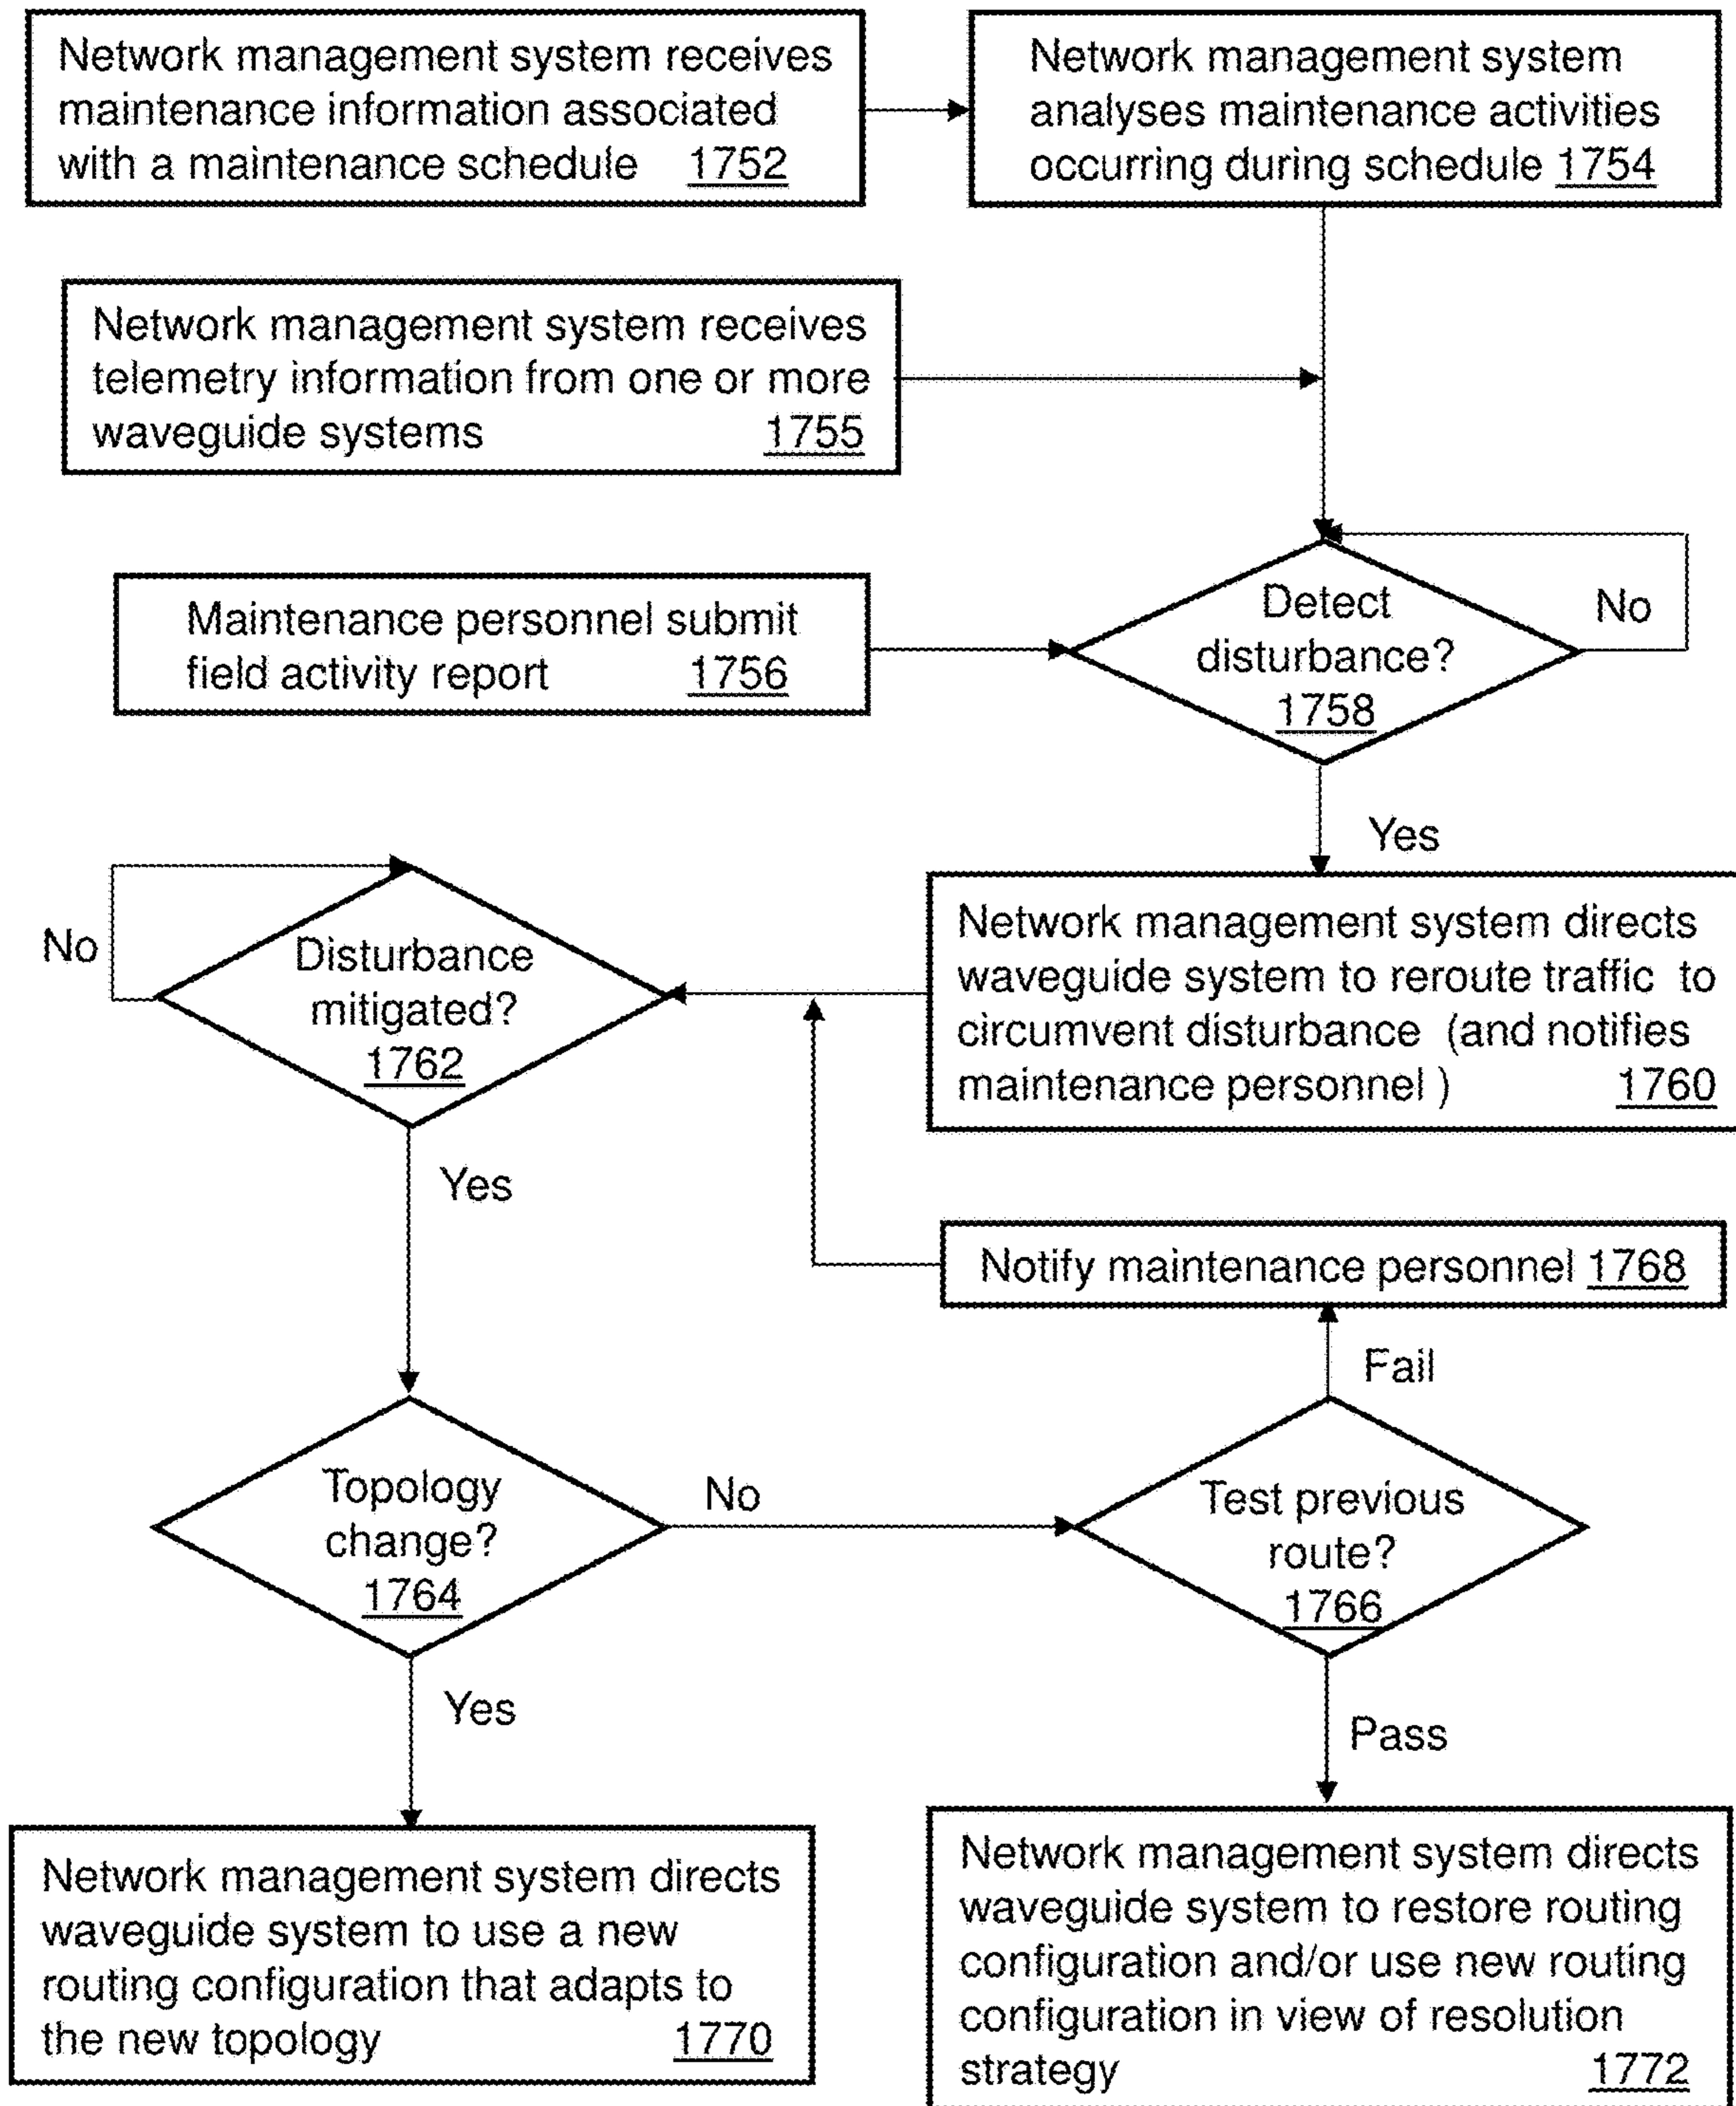 Network management system receives
maintenance information associated
with a maintenance schedule 1752
Network management system
analyses maintenance activities
occurring during schedule 1754
Network management system receives
telemetry information from one or more
waveguide systems 1755
Maintenance personnel submit
field activity report 1756
Detect
disturbance?
1758
No
Yes
Network management system directs
waveguide system to reroute traffic to
circumvent disturbance (and notifies
maintenance personnel ) 1760
Disturbance
mitigated?
1762
No
Yes
Notify maintenance personnel 1768
Fail
Topology
change?
1764
No
Test previous
route?
1766
Yes
Pass
Network management system directs
waveguide system to use a new
routing configuration that adapts to
the new topology 1770
Network management system directs
waveguide system to restore routing
configuration and/or use new routing
configuration in view of resolution
strategy 1772